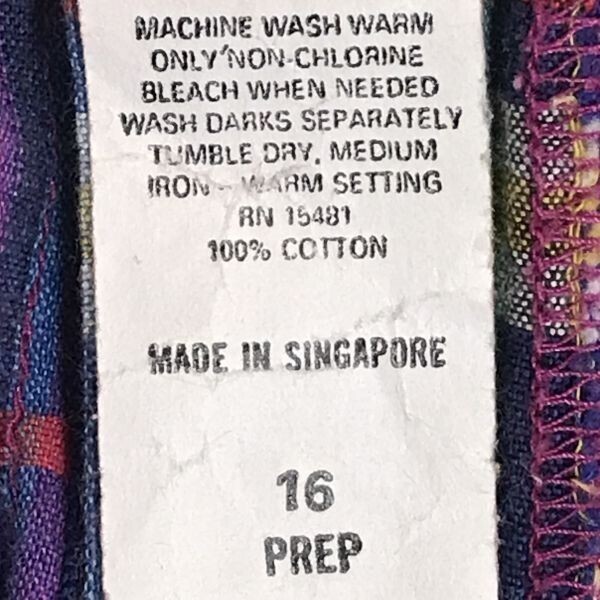 MACHINE WASH WARM
ONLY NON-CHLORINE
BLEACH WHEN NEEDED
WASH DARKS SEPARATELY
TUMBLE DRY, MEDIUM
IRON - WARM SETTING
RN 15481
100% COTTON
MADE IN SINGAPORE
16
PREP